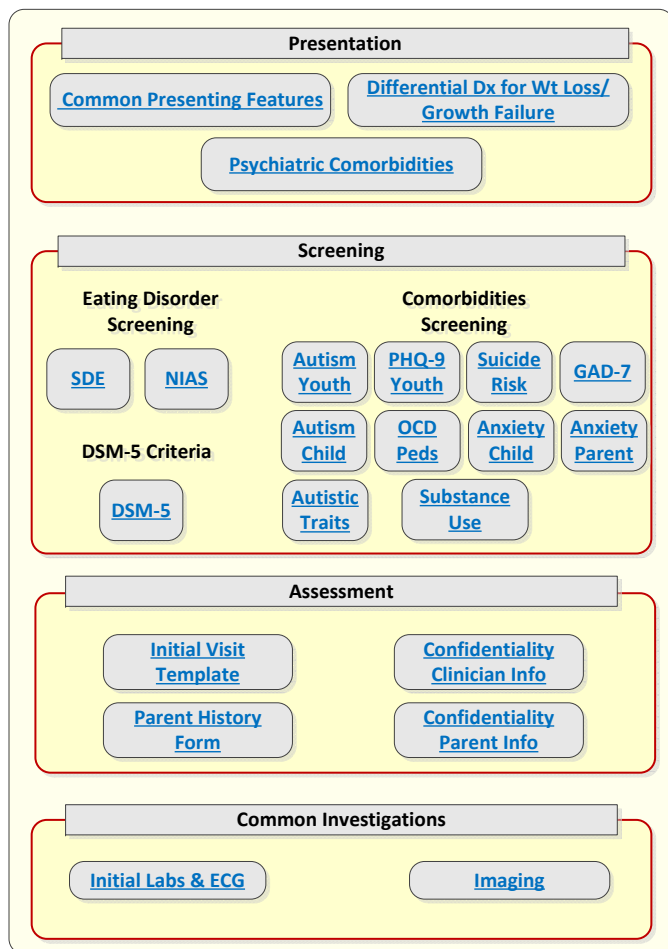 Presentation
Common Presenting Features
Differential Dx for Wt Loss/
Growth Failure
Psychiatric Comorbidities
Screening
Eating Disorder
Screening
SDE
NIAS
DSM-5 Criteria
DSM-5
Comorbidities
Screening
Autism
Youth
PHQ-9
Youth
Suicide
Risk
GAD-7
Autism
Child
OCD
Peds
Anxiety
Child
Anxiety
Parent
Autistic
Traits
Substance
Use
Assessment
Initial Visit
Template
Confidentiality
Clinician Info
Parent History
Form
Confidentiality
Parent Info
Common Investigations
Initial Labs & ECG
Imaging